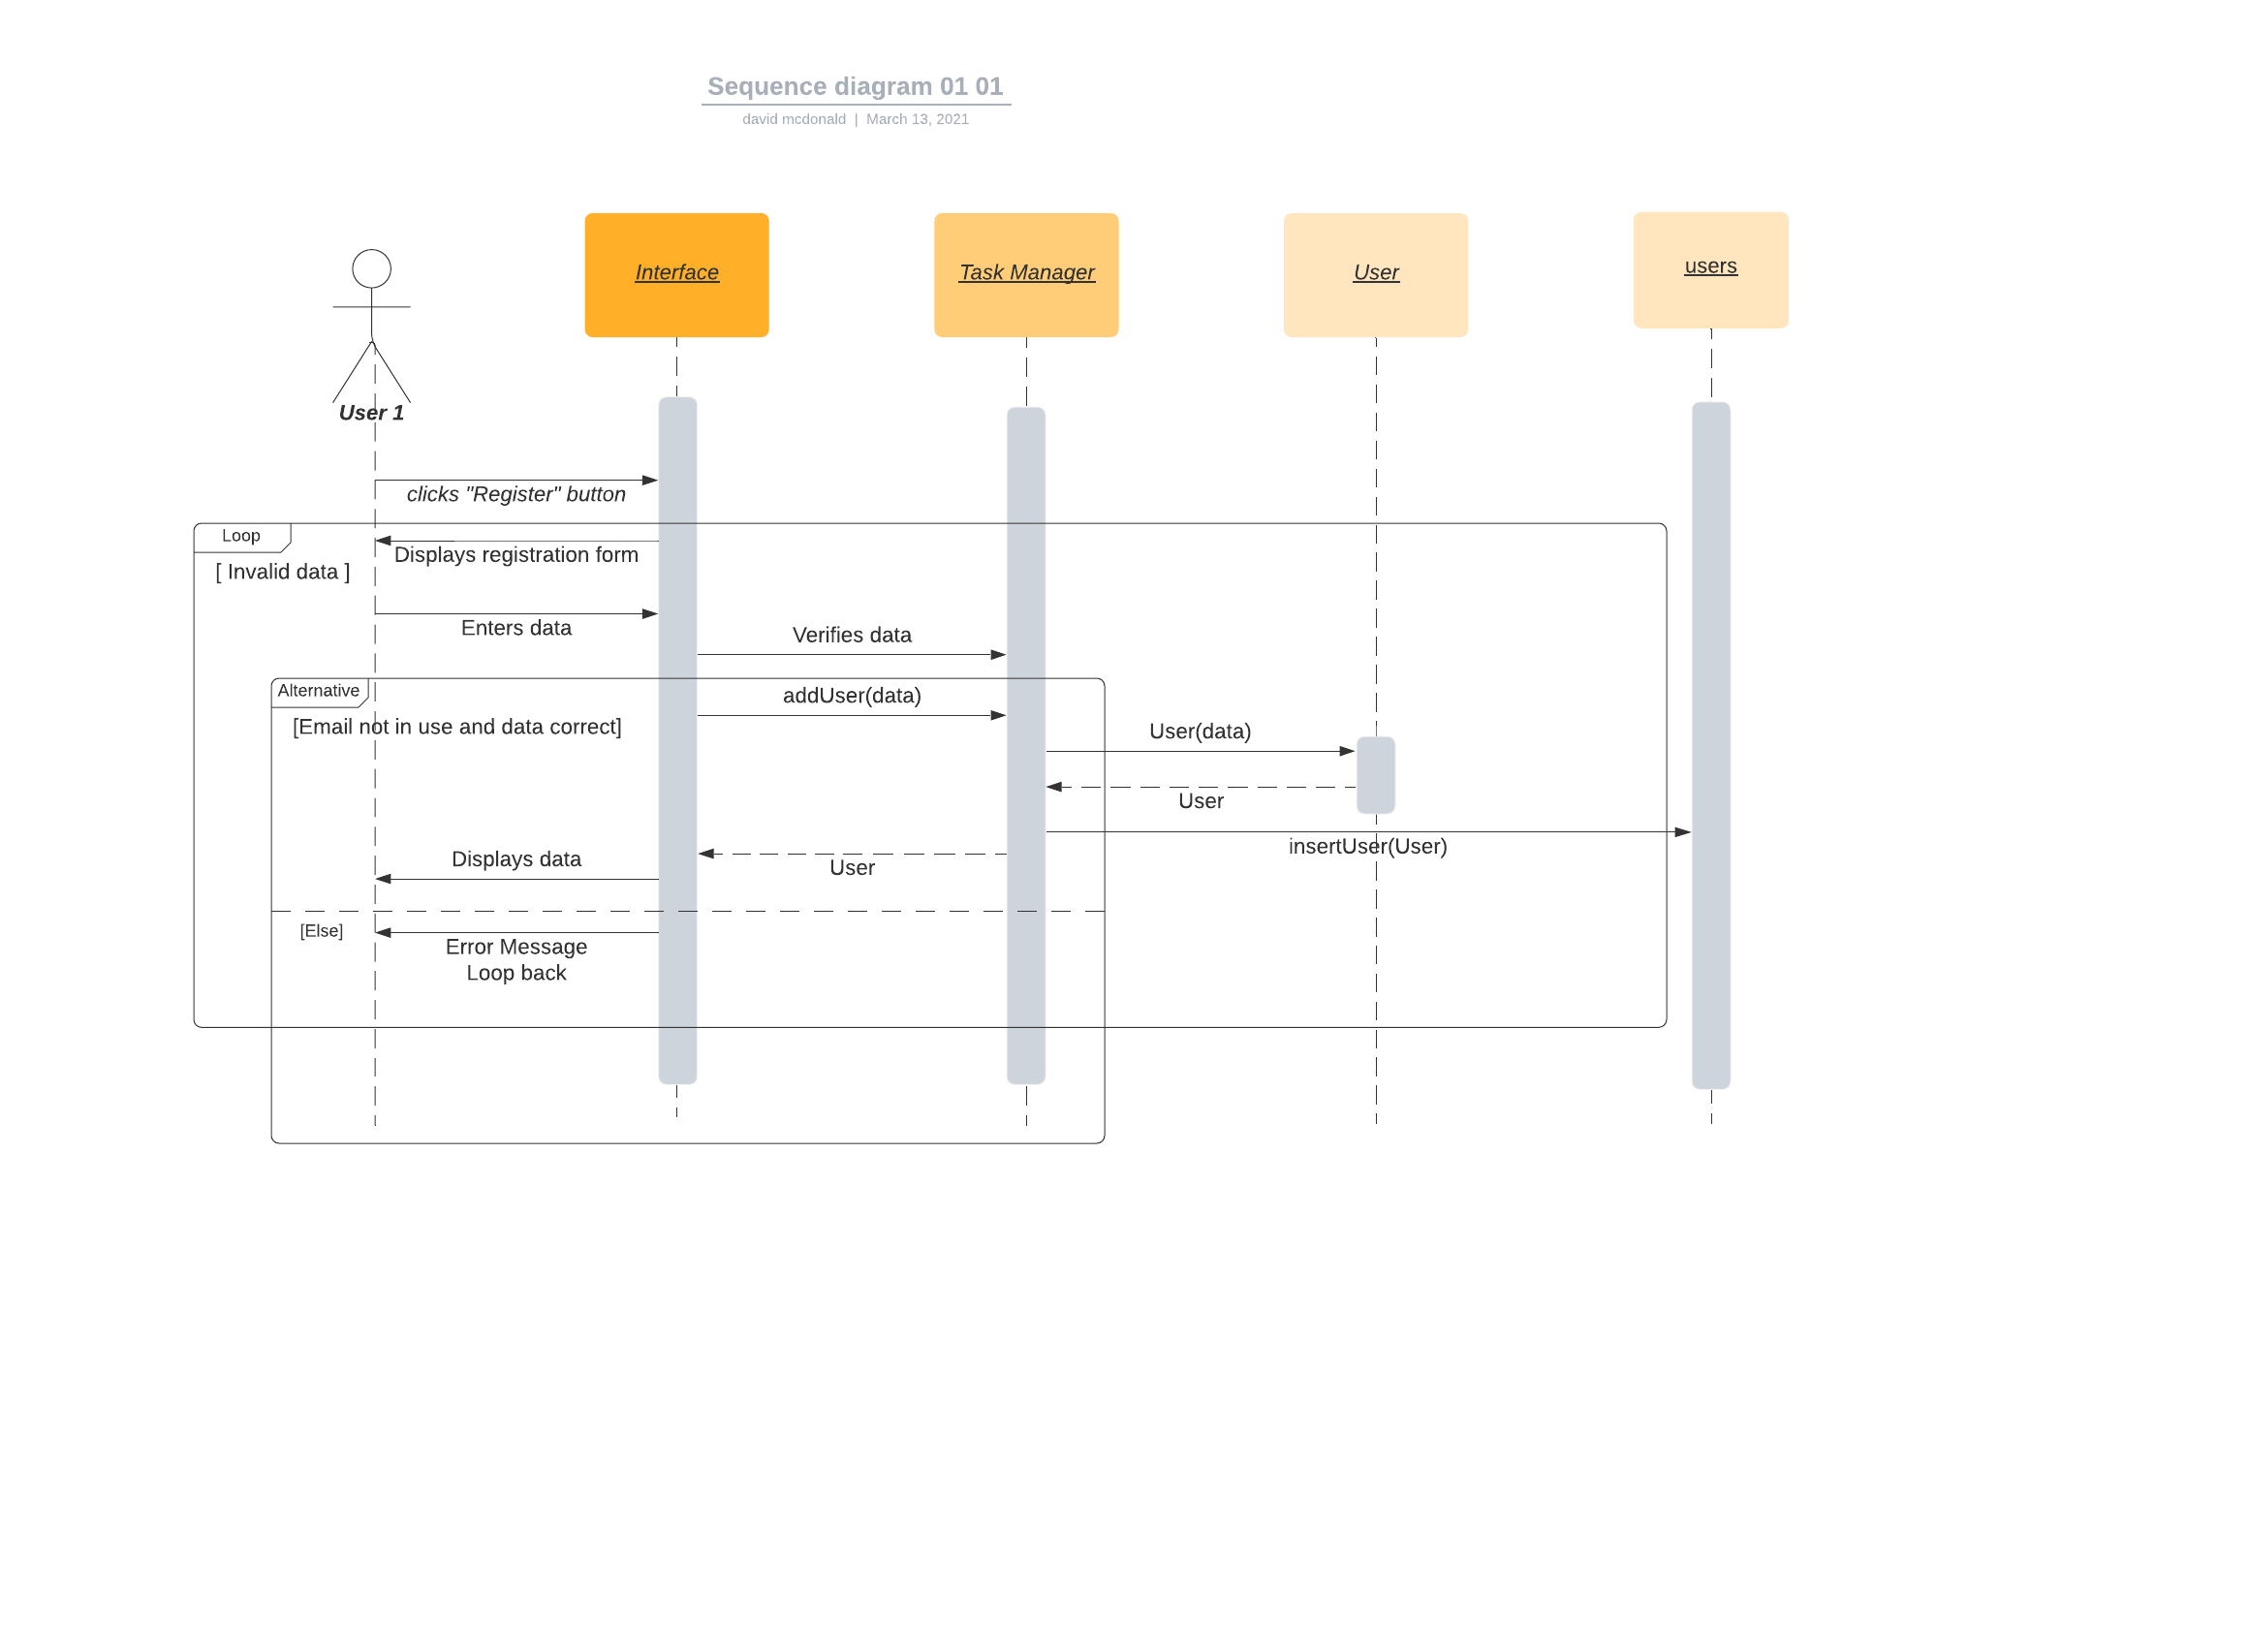 Sequence diagram 01 01
david mcdonald | March 13, 2021
Interface
Task Manager
User
users
User 1
clicks "Register" button
Loop
Displays registration form
[ Invalid data ]
Enters data
Verifies data
Alternative
addUser(data)
[Email not in use and data correct]
User(data)
User
insertUser(User)
Displays data
User
[Else]
Error Message
Loop back